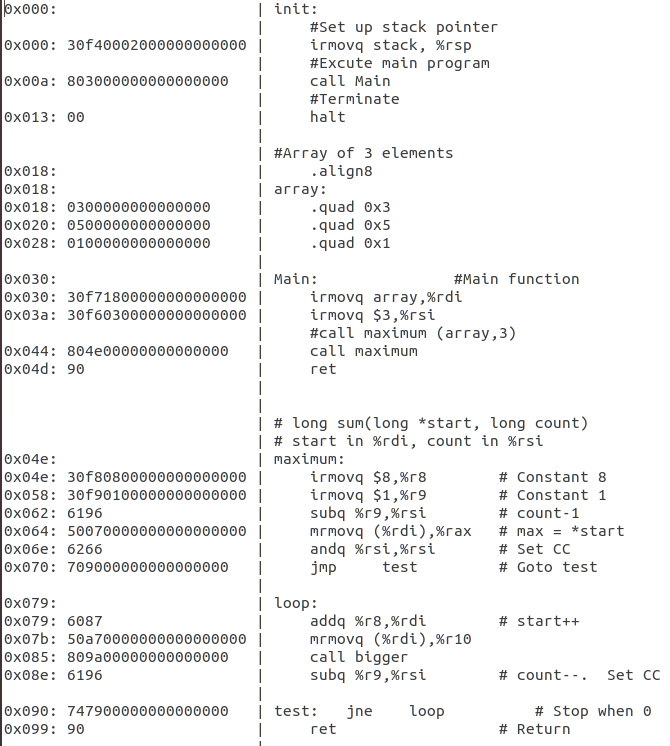 0x000:                      | init:
                            |     #Set up stack pointer
0x000: 30f40002000000000000 |     irmovq stack, %rsp
                            |     #Excute main program
0x00a: 803000000000000000   |     call Main
                            |     #Terminate
0x013: 00                   |     halt
                            |
                            | #Array of 3 elements
0x018:                      |     .align8
0x018:                      | array:
0x018: 0300000000000000     |     .quad 0x3
0x020: 0500000000000000     |     .quad 0x5
0x028: 0100000000000000     |     .quad 0x1
                            |
0x030:                      | Main:               #Main function
0x030: 30f71800000000000000 |     irmovq array,%rdi
0x03a: 30f60300000000000000 |     irmovq $3,%rsi
                            |     #call maximum (array,3)
0x044: 804e00000000000000   |     call maximum
0x04d: 90                   |     ret
                            |
                            |
                            | # long sum(long *start, long count)
                            | # start in %rdi, count in %rsi
0x04e:                      | maximum:
0x04e: 30f80800000000000000 |     irmovq $8,%r8        # Constant 8
0x058: 30f90100000000000000 |     irmovq $1,%r9        # Constant 1
0x062: 6196                 |     subq %r9,%rsi        # count-1
0x064: 50070000000000000000 |     mrmovq (%rdi),%rax   # max = *start
0x06e: 6266                 |     andq %rsi,%rsi       # Set CC
0x070: 709000000000000000   |     jmp     test         # Goto test
                            |
0x079:                      | loop:
0x079: 6087                 |     addq %r8,%rdi        # start++
0x07b: 50a70000000000000000 |     mrmovq (%rdi),%r10
0x085: 809a00000000000000   |     call bigger
0x08e: 6196                 |     subq %r9,%rsi        # count--.  Set CC
                            |
0x090: 747900000000000000   | test:   jne    loop          # Stop when 0
0x099: 90                   |     ret                  # Return